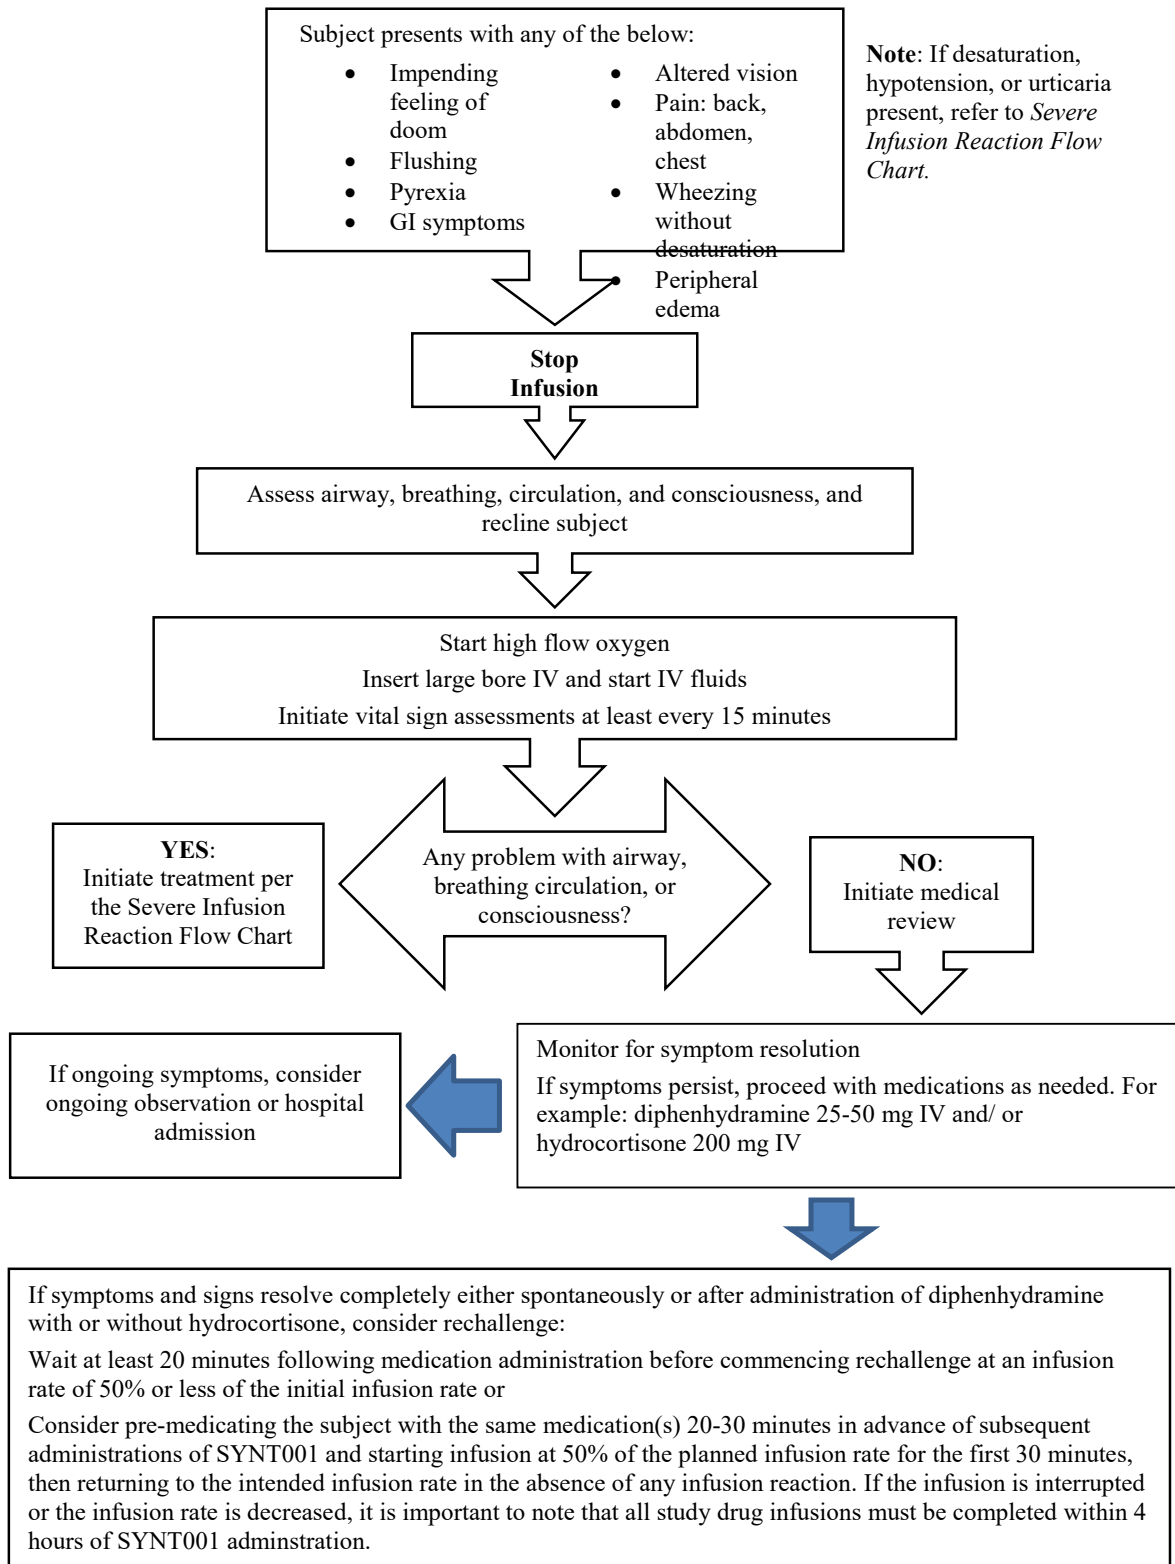 Subject presents with any of the below:
• Impending
feeling of
doom
• Flushing
• Pyrexia
• GI symptoms
• Altered vision
• Pain: back,
abdomen,
chest
• Wheezing
without
desaturation
• Peripheral
edema
Note: If desaturation,
hypotension, or urticaria
present, refer to Severe
Infusion Reaction Flow
Chart.
Stop
Infusion
Assess airway, breathing, circulation, and consciousness, and
recline subject
Start high flow oxygen
Insert large bore IV and start IV fluids
Initiate vital sign assessments at least every 15 minutes
Any problem with airway,
breathing circulation, or
consciousness?
YES:
Initiate treatment per
the Severe Infusion
Reaction Flow Chart
NO:
Initiate medical
review
Monitor for symptom resolution
If symptoms persist, proceed with medications as needed. For
example: diphenhydramine 25-50 mg IV and/ or
hydrocortisone 200 mg IV
If ongoing symptoms, consider
ongoing observation or hospital
admission
If symptoms and signs resolve completely either spontaneously or after administration of diphenhydramine
with or without hydrocortisone, consider rechallenge:
Wait at least 20 minutes following medication administration before commencing rechallenge at an infusion
rate of 50% or less of the initial infusion rate or
Consider pre-medicating the subject with the same medication(s) 20-30 minutes in advance of subsequent
administrations of SYNT001 and starting infusion at 50% of the planned infusion rate for the first 30 minutes,
then returning to the intended infusion rate in the absence of any infusion reaction. If the infusion is interrupted
or the infusion rate is decreased, it is important to note that all study drug infusions must be completed within 4
hours of SYNT001 adminstration.